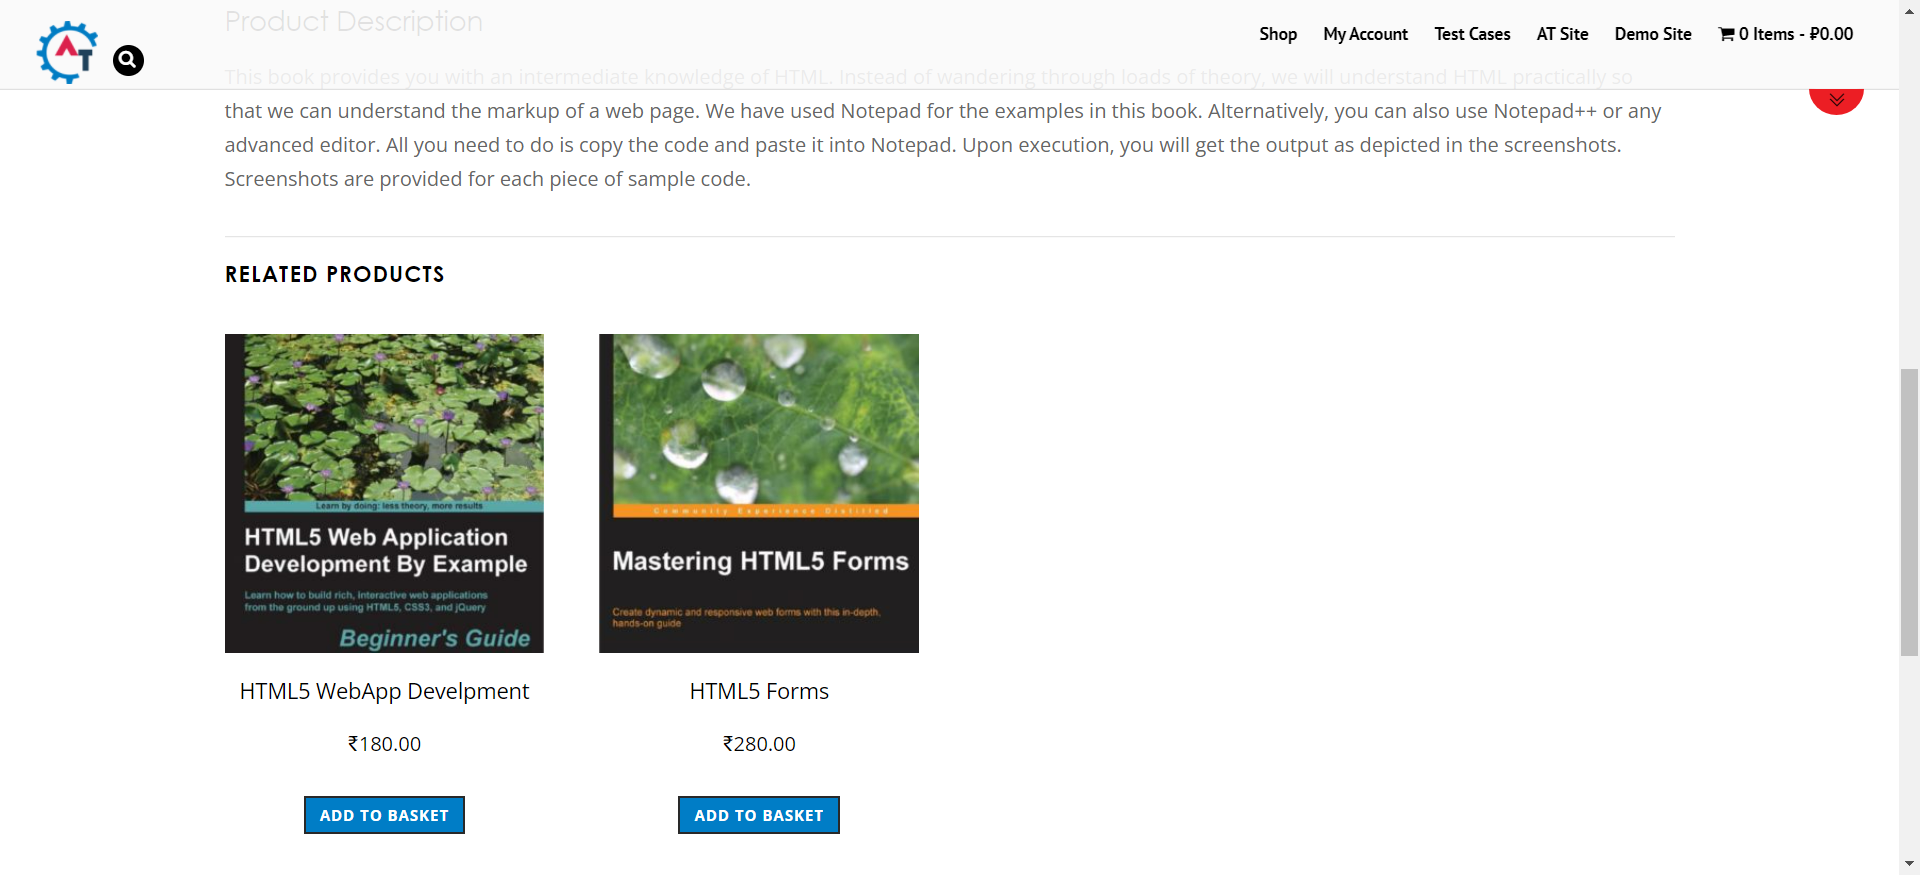 Product Description
AT
Shop My Account Test Cases AT Site Demo Site 0 Items - ₽0.00
This book provides you with an intermediate knowledge of HTML. Instead of wandering through loads of theory, we will understand HTML practically so
that we can understand the markup of a web page. We have used Notepad for the examples in this book. Alternatively, you can also use Notepad++ or any
advanced editor. All you need to do is copy the code and paste it into Notepad. Upon execution, you will get the output as depicted in the screenshots.
Screenshots are provided for each piece of sample code.
RELATED PRODUCTS
Learn by doing: less theory, more results
HTML5 Web Application
Development By Example
Learn how to build rich, interactive web applications
from the ground up using HTML5, CSS3, and jQuery
Beginner's Guide
Community Experience Distilled
Mastering HTML5 Forms
Create dynamic and responsive web forms with this in-depth,
hands-on guide
HTML5 WebApp Develpment
₹180.00
ADD TO BASKET
HTML5 Forms
₹280.00
ADD TO BASKET